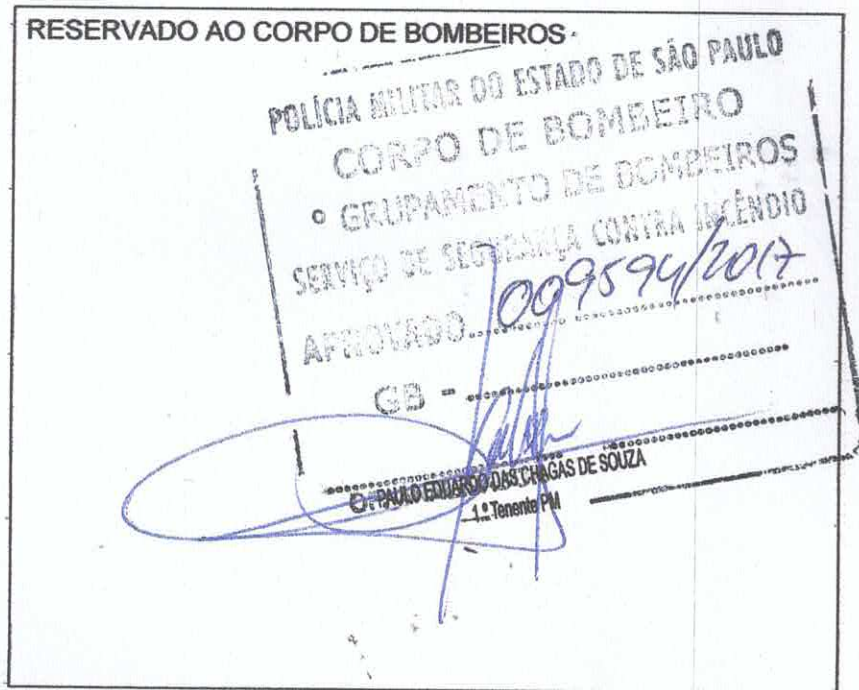 RESERVADO AO CORPO DE BOMBEIROS
POLÍCIA MILITAR DO ESTADO DE SÃO PAULO
CORPO DE BOMBEIRO
º GRUPAMENTO DE BOMBEIROS
SERVIÇO DE SEGURANÇA CONTRA INCÊNDIO
APROVADO 009594/2017
GB -
PAULO EDUARDO DAS CHAGAS DE SOUZA
1.º Tenente PM